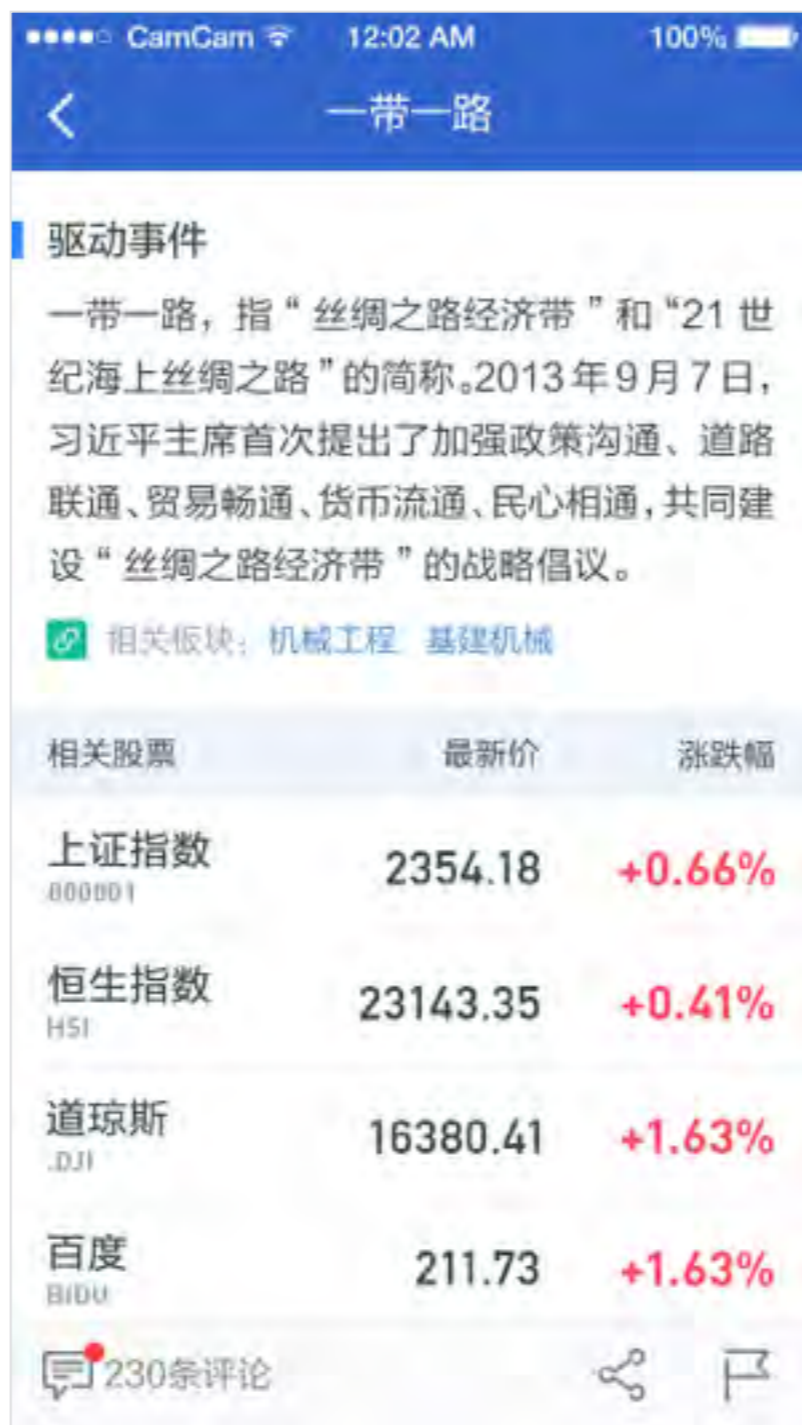 CamCam 12:02 AM 100%
一带一路
驱动事件
一带一路，指“丝绸之路经济带”和“21世
纪海上丝绸之路”的简称。2013年9月7日，
习近平主席首次提出了加强政策沟通、道路
联通、贸易畅通、货币流通、民心相通，共同建
设“丝绸之路经济带”的战略倡议。
相关板块：机械工程 基建机械
相关股票 最新价 涨跌幅
上证指数 2354.18 +0.66%
000001
恒生指数 23143.35 +0.41%
HSI
道琼斯 16380.41 +1.63%
.DJI
百度 211.73 +1.63%
BIDU
230条评论